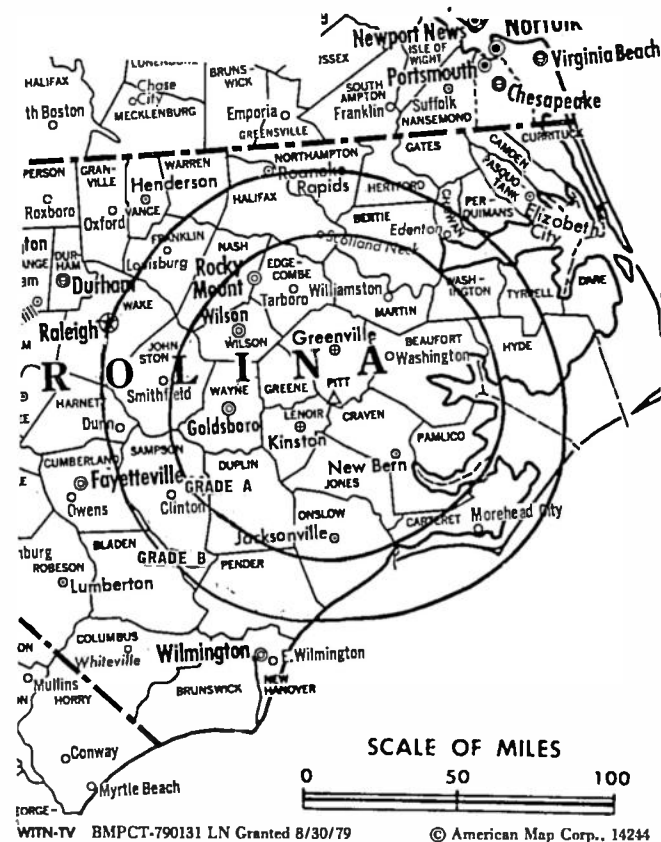 Norfolk
Newport News
ISLE OF WIGHT
Virginia Beach
HALIFAX
Chase City
BRUNS-WICK
SOUTH AMPTON
Portsmouth
Suffolk
Chesapeake
th Boston
MECKLENBURG
Emporia
Franklin
GREENSVILLE
NANSEMOND
CURRITUCK
PERSON
GRAN-VILLE
WARREN
NORTHAMPTON
GATES
CAMDEN
Henderson
Roanoke Rapids
PASQUO-TANK
Roxboro
Oxford
VANCE
HALIFAX
HERTFORD
CHOWAN
PER-QUIMANS
Elizabeth City
BERTIE
Edenton
FRANKLIN
Scotland Neck
Louisburg
NASH
DUR-HAM
Durham
Rocky Mount
EDGE-COMBE
Tarboro
Williamston
WASH-INGTON
TYRRELL
DARE
WAKE
Wilson
MARTIN
Raleigh
JOHN STON
WILSON
Greenville
BEAUFORT
Washington
HYDE
R O L I N A
Smithfield
WAYNE
GREENE
PITT
HARNET
Goldsboro
LENOIR
CRAVEN
Dunn
Kinston
PAMLICO
SAMPSON
CUMBERLAND
Fayetteville
DUPLIN
New Bern
JONES
GRADE A
Owens
Clinton
ONSLOW
CARTERET
Morehead City
Jacksonville
BLADEN
GRADE B
ROBESON
PENDER
Lumberton
COLUMBUS
Whiteville
Wilmington
E. Wilmington
Mullins
NEW HANOVER
HORRY
BRUNSWICK
Conway
SCALE OF MILES
0 50 100
Myrtle Beach
WITN-TV BMPCT-790131 LN Granted 8/30/79 © American Map Corp., 14244